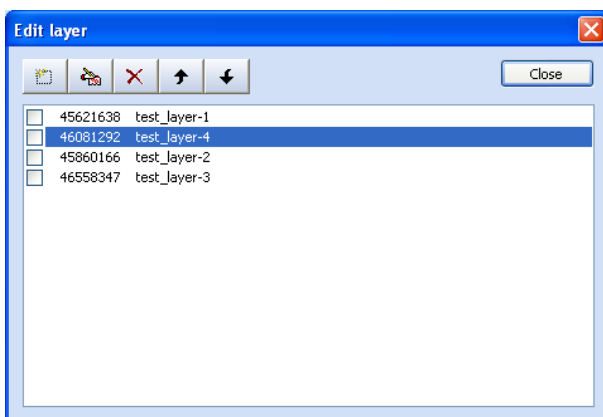 Edit layer
Close
45621638 test_layer-1
46081292 test_layer-4
45860166 test_layer-2
46558347 test_layer-3